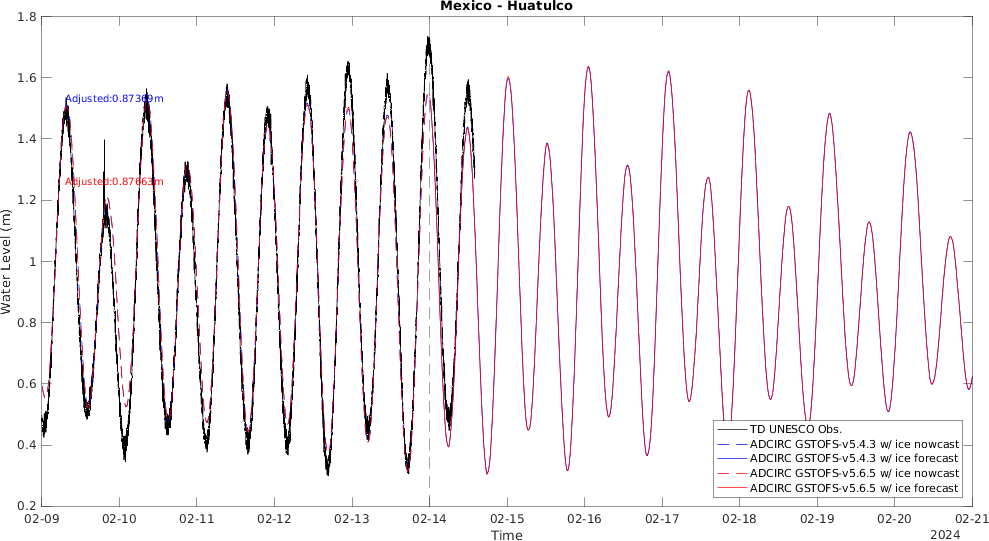 Mexico - Huatulco
Water Level (m)
1.8
1.6
1.4
1.2
1
0.8
0.6
0.4
0.2
Adjusted:0.87369m
Adjusted:0.87663m
TD UNESCO Obs.
ADCIRC GSTOFS-v5.4.3 w/ ice nowcast
ADCIRC GSTOFS-v5.4.3 w/ ice forecast
ADCIRC GSTOFS-v5.6.5 w/ ice nowcast
ADCIRC GSTOFS-v5.6.5 w/ ice forecast
02-09 02-10 02-11 02-12 02-13 02-14 02-15 02-16 02-17 02-18 02-19 02-20 02-21
Time
2024